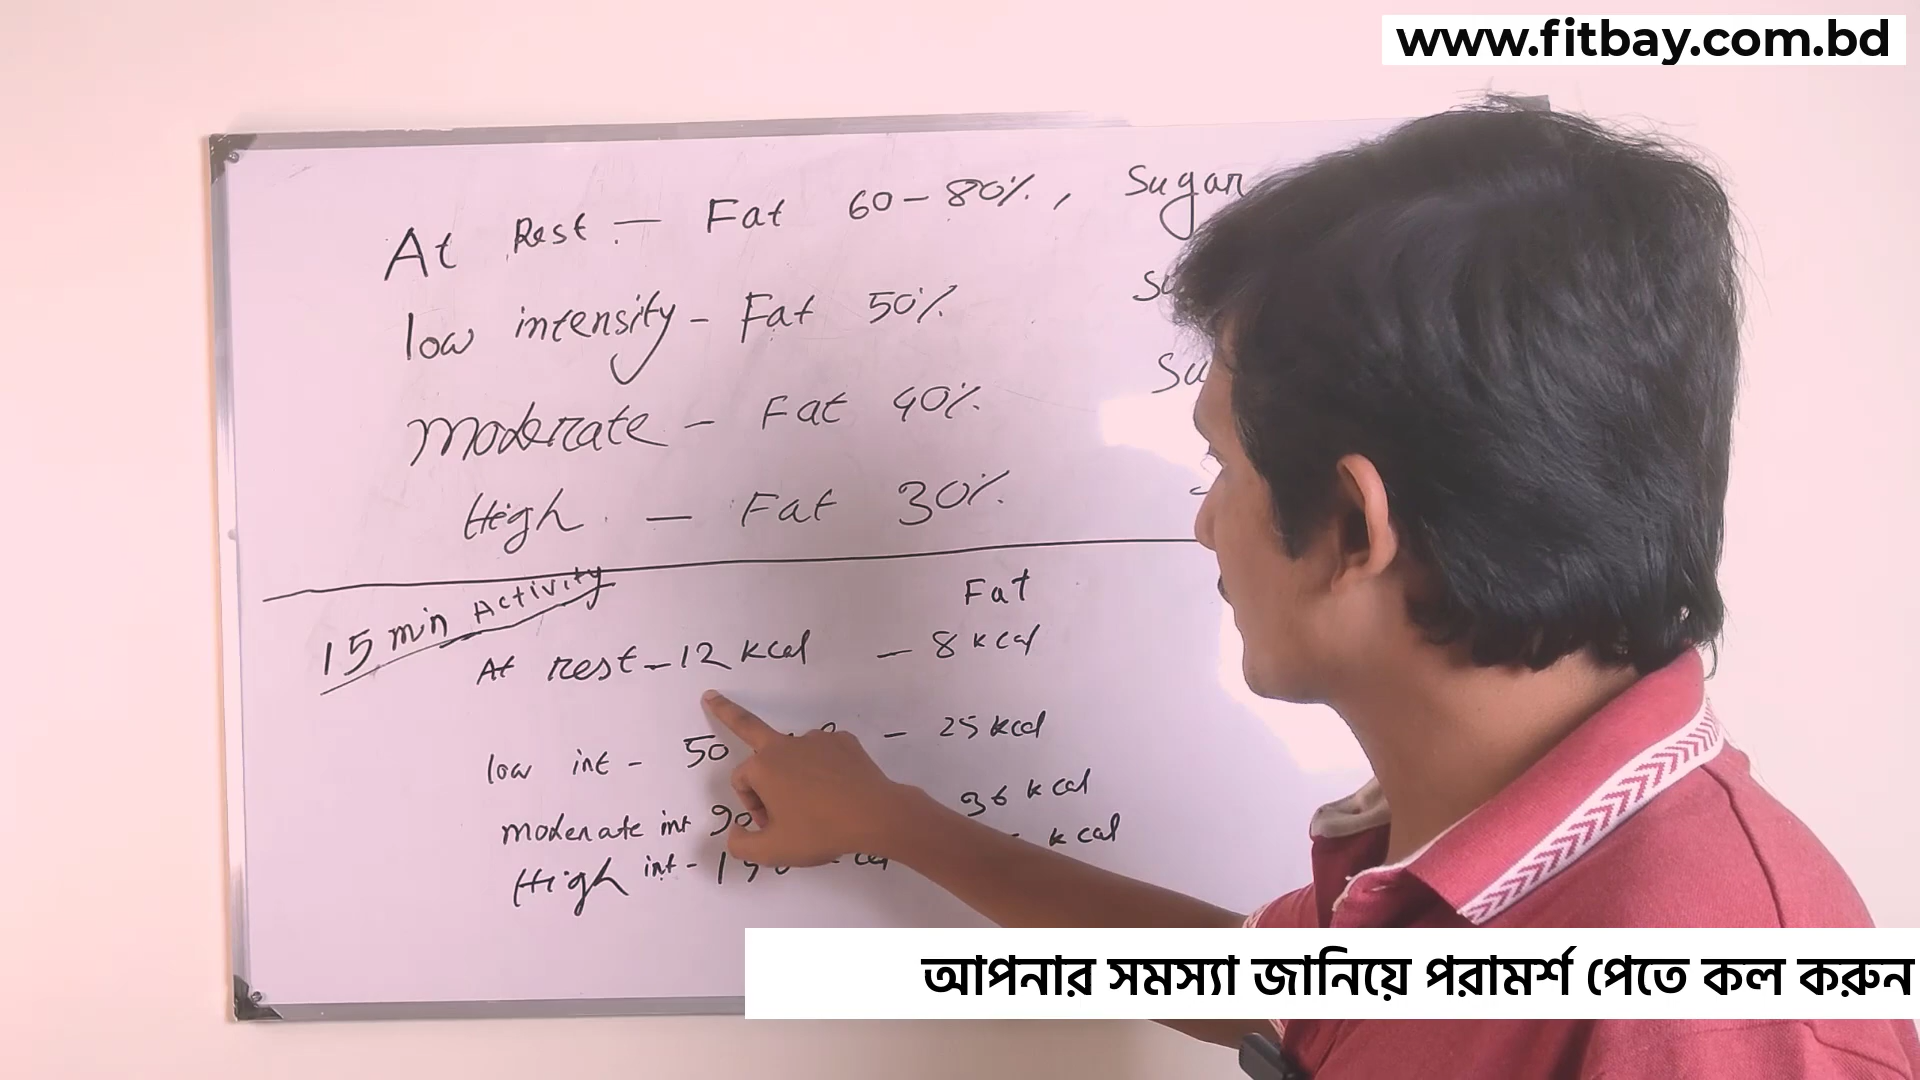 www.fitbay.com.bd
At Rest - Fat 60-80%, Sugar
low intensity - Fat 50%
Moderate - Fat 40%
High - Fat 30%
15 min Activity
Fat
At rest - 12 kcal - 8 kcal
low int - 50 - 25 kcal
moderate int 90 36 kcal
High int - kcal
আপনার সমস্যা জানিয়ে পরামর্শ পেতে কল করুন